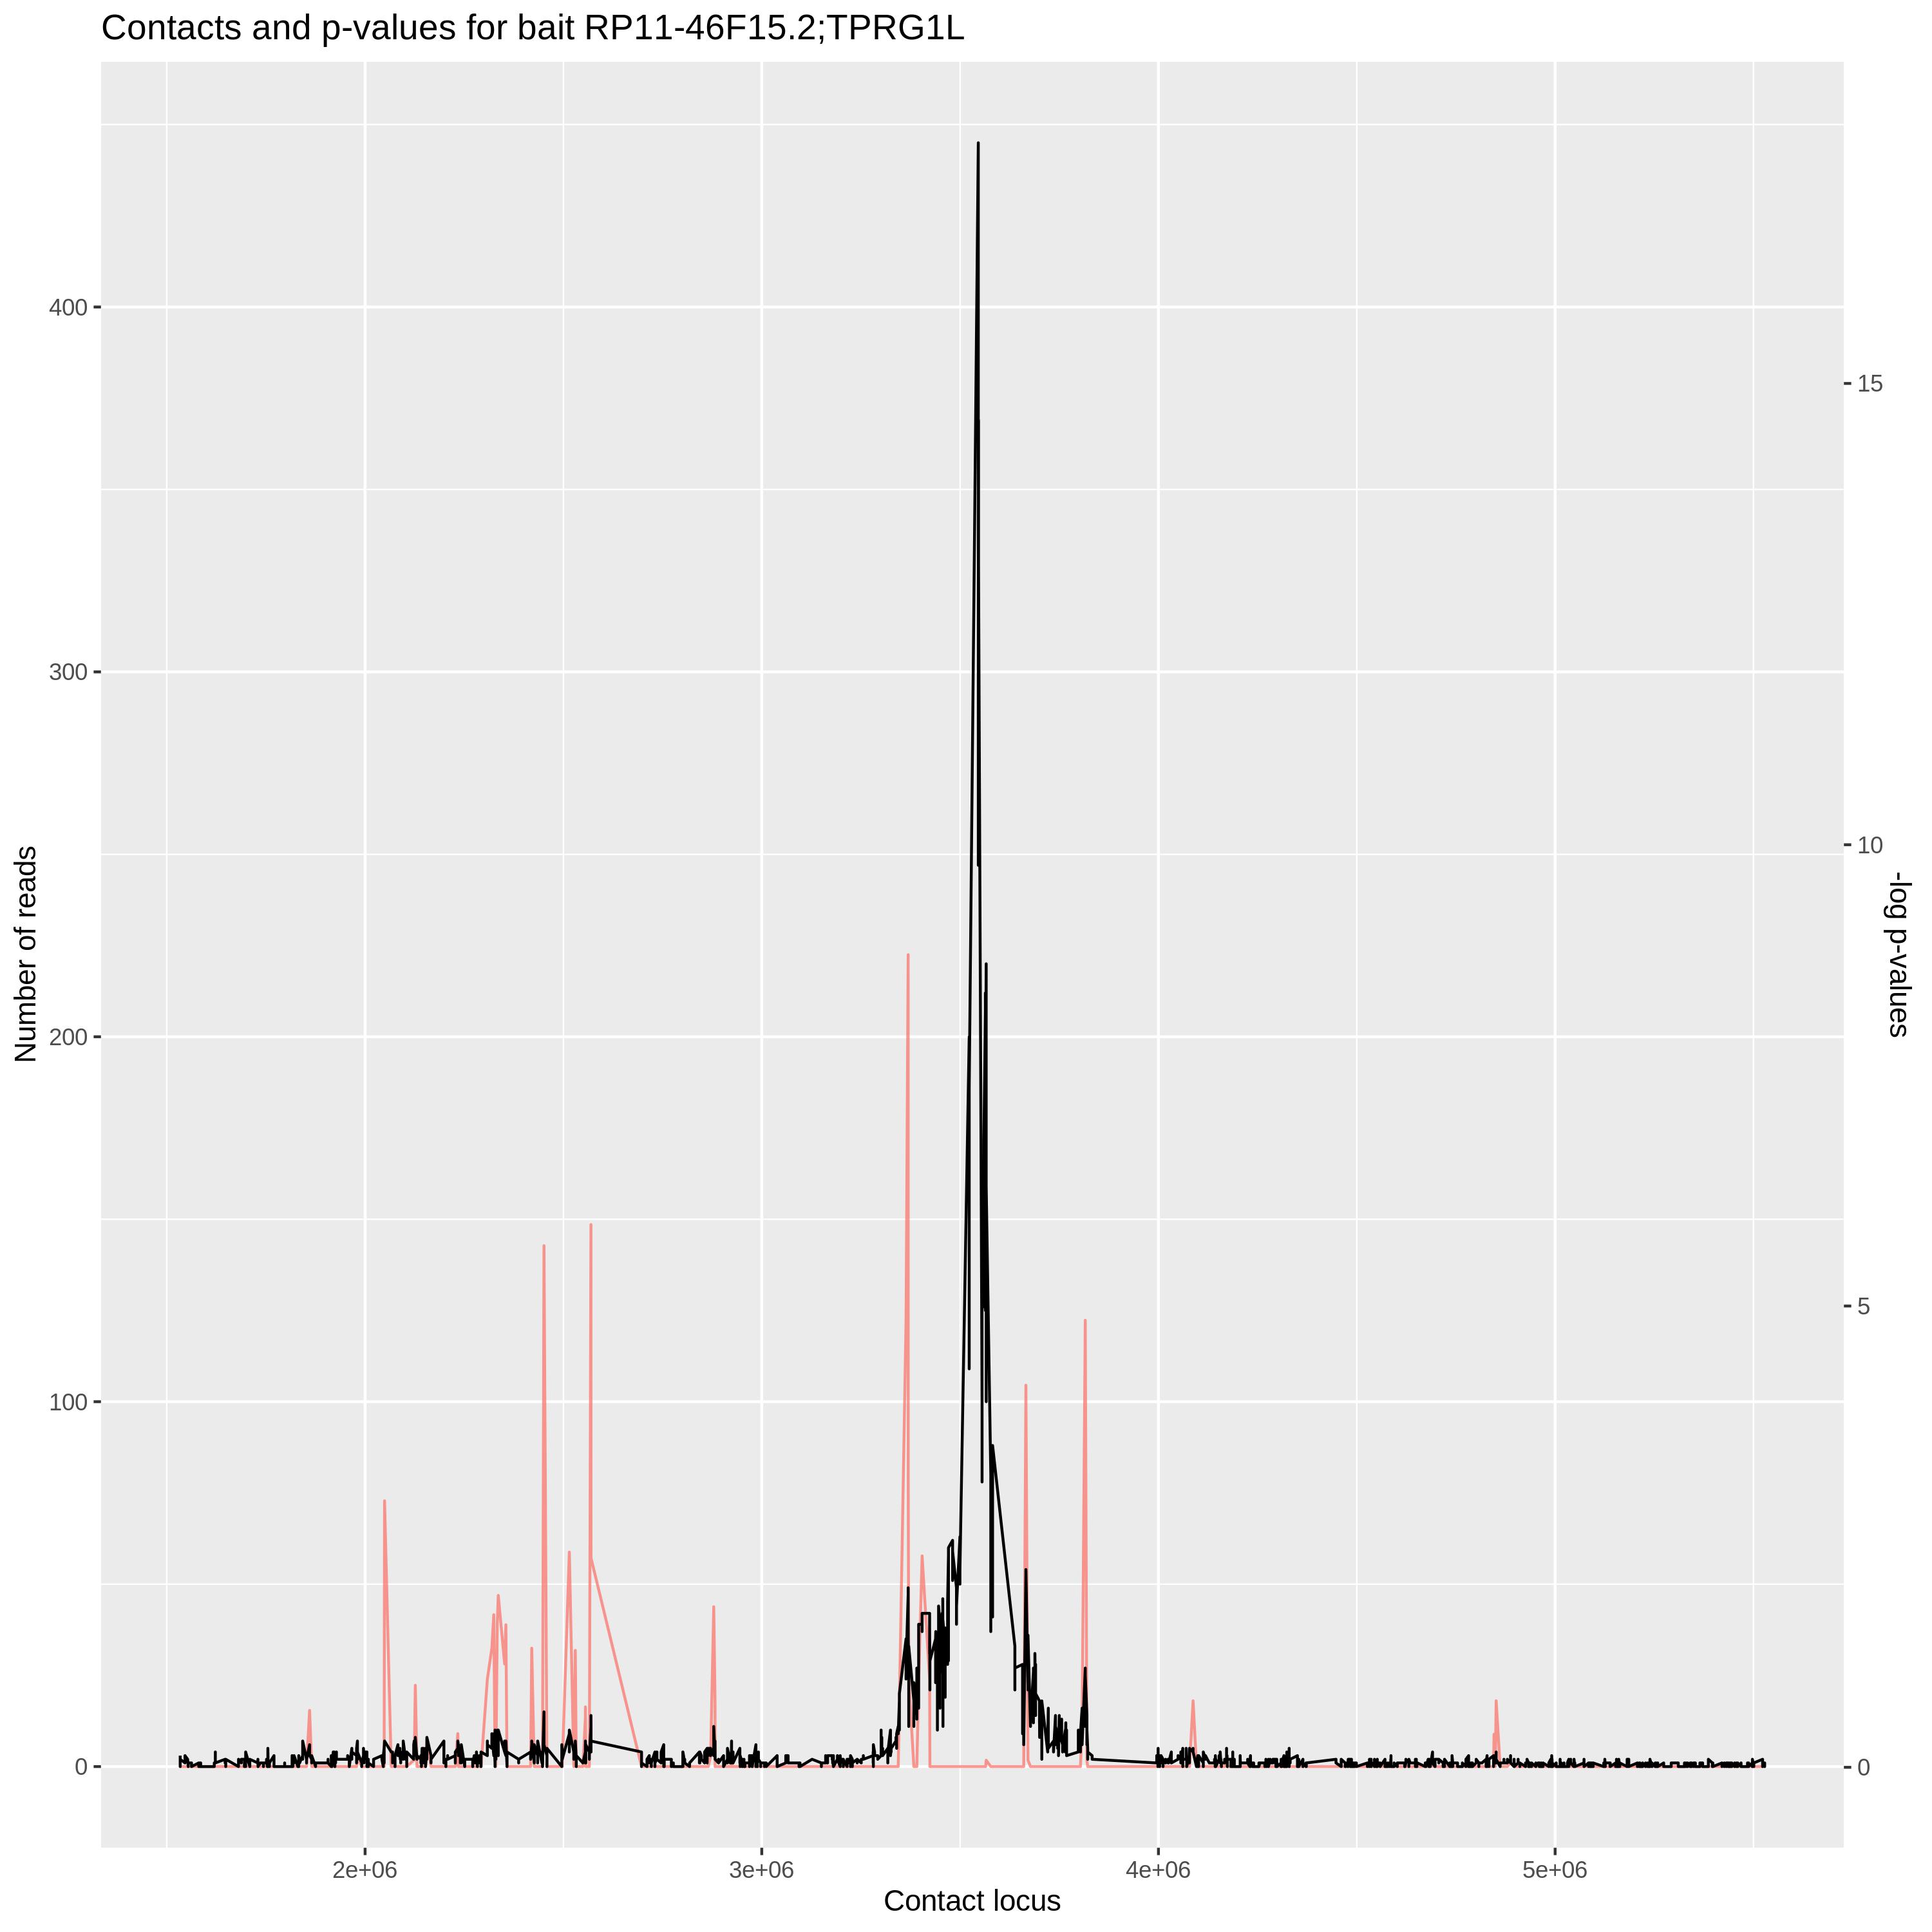 Contacts and p-values for bait RP11-46F15.2;TPRG1L
Number of reads
400
300
200
100
0
15
10
5
0
-log p-values
2e+06
3e+06
4e+06
5e+06
Contact locus